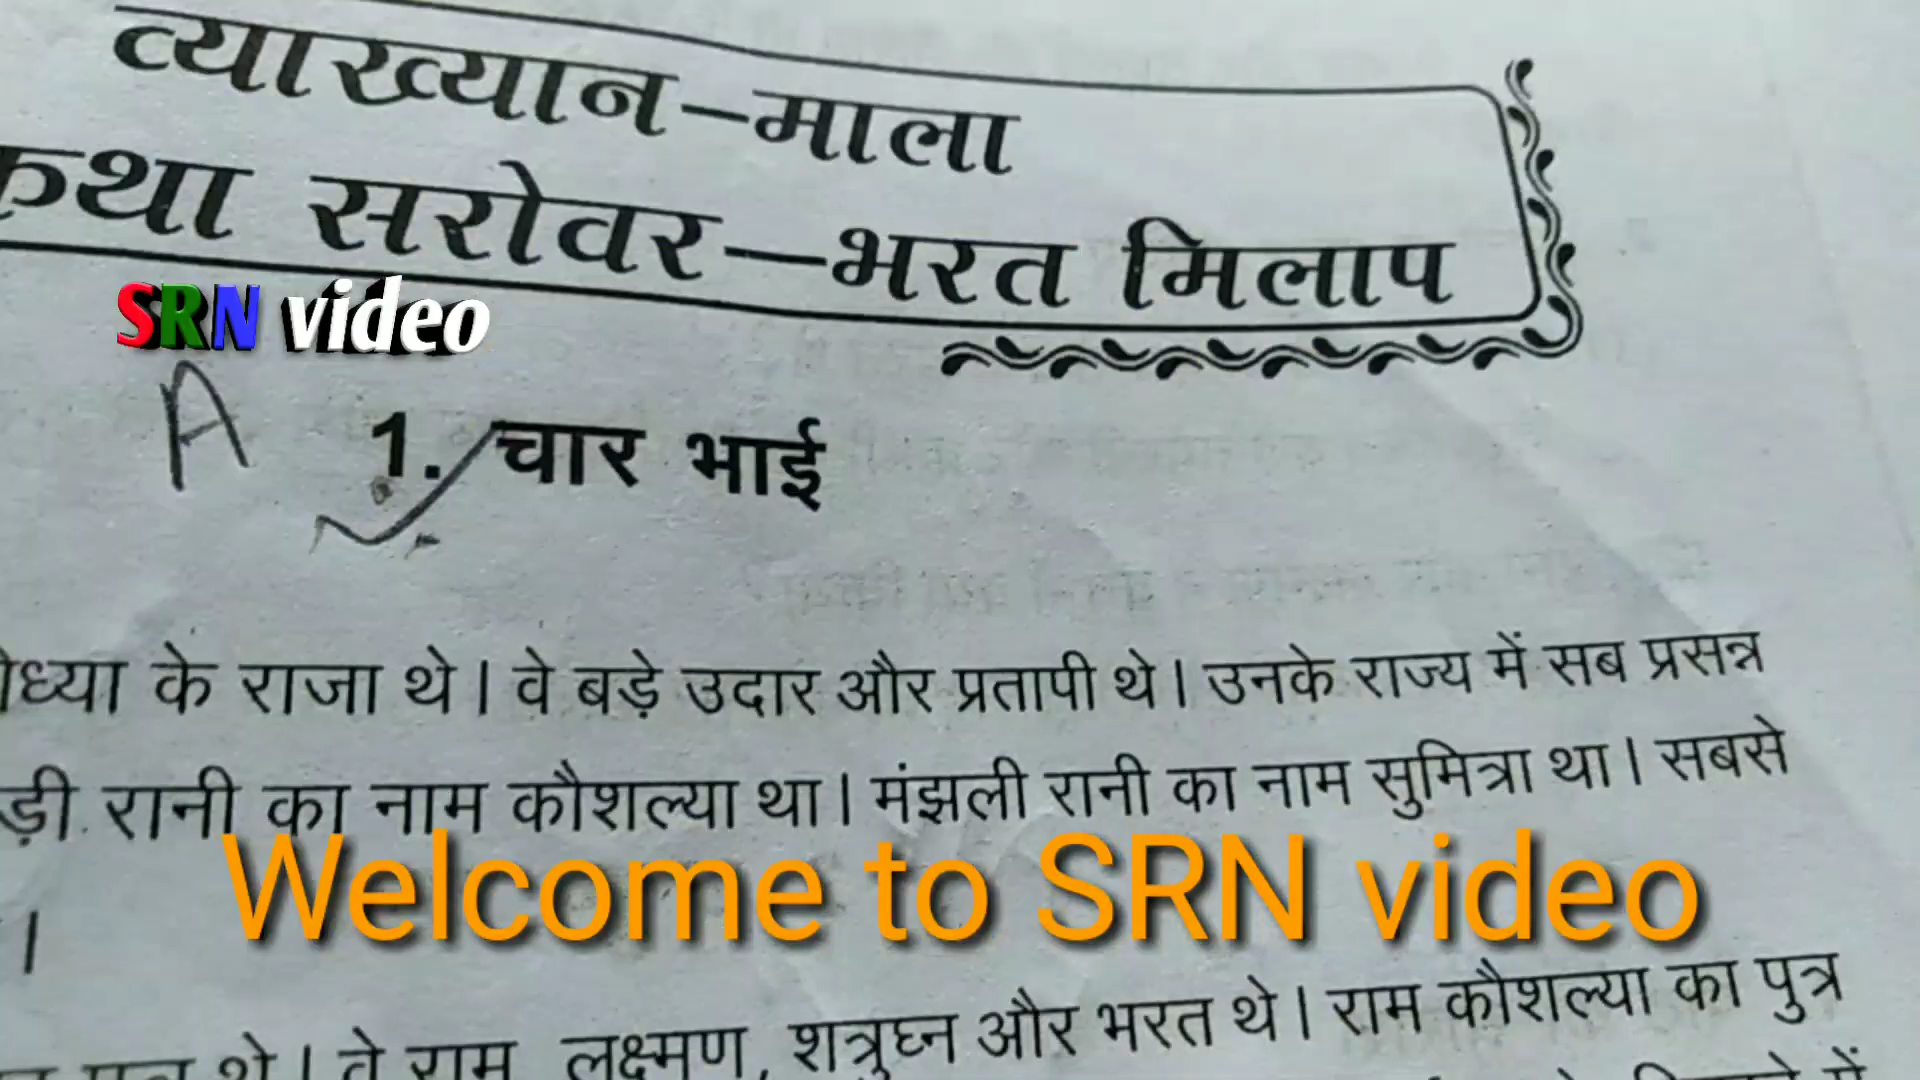 व्याख्यान–माला
कथा सरोवर–भरत मिलाप
SRN video
A
1. चार भाई
के राजा थे। वे बड़े उदार और प्रतापी थे। उनके राज्य में सब प्रसन्न
रानी का नाम कौशल्या था। मंझली रानी का नाम सुमित्रा था। सबसे
Welcome to SRN video
।
थे। वे राम, लक्ष्मण, शत्रुघ्न और भरत थे। राम कौशल्या का पुत्र